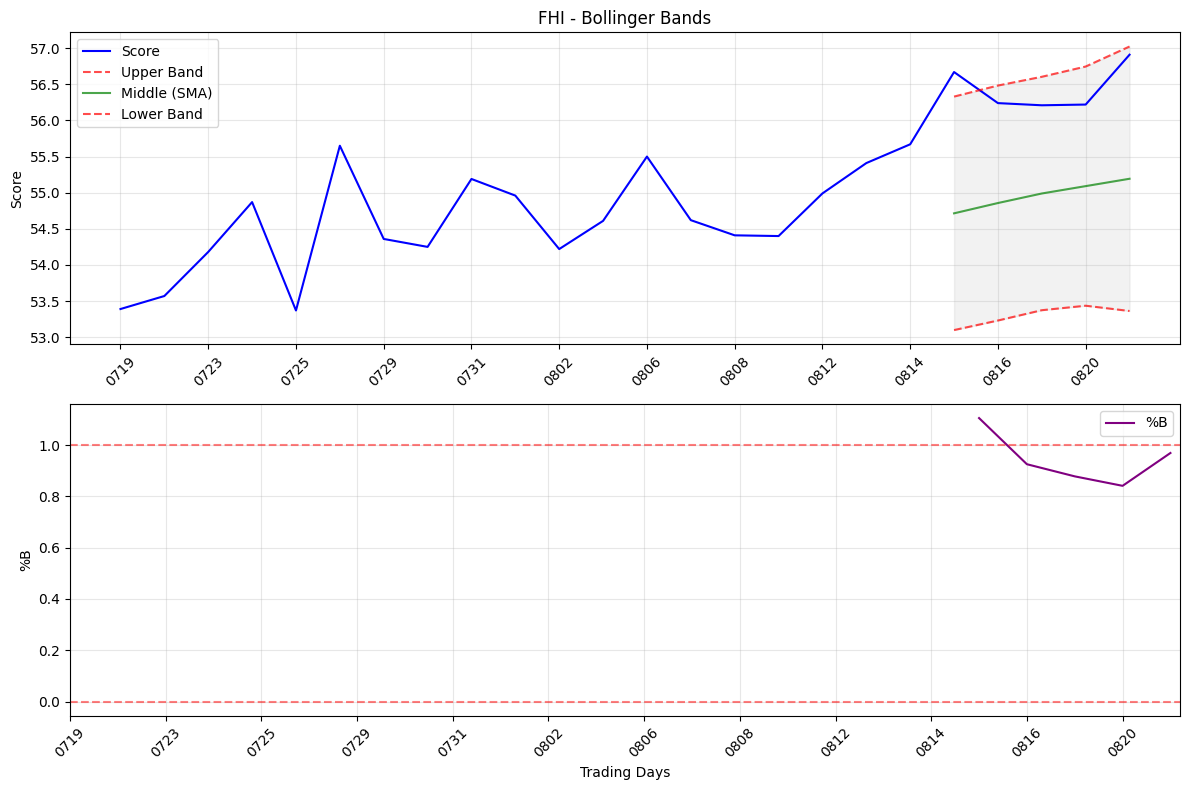 FHI - Bollinger Bands
Score
Upper Band
Middle (SMA)
Lower Band
Score
57.0
56.5
56.0
55.5
55.0
54.5
54.0
53.5
53.0
0719 0723 0725 0729 0731 0802 0806 0808 0812 0814 0816 0820
%B
%B
1.0
0.8
0.6
0.4
0.2
0.0
0719 0723 0725 0729 0731 0802 0806 0808 0812 0814 0816 0820
Trading Days